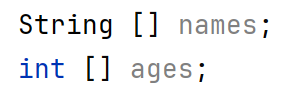 String [] names;
int [] ages;